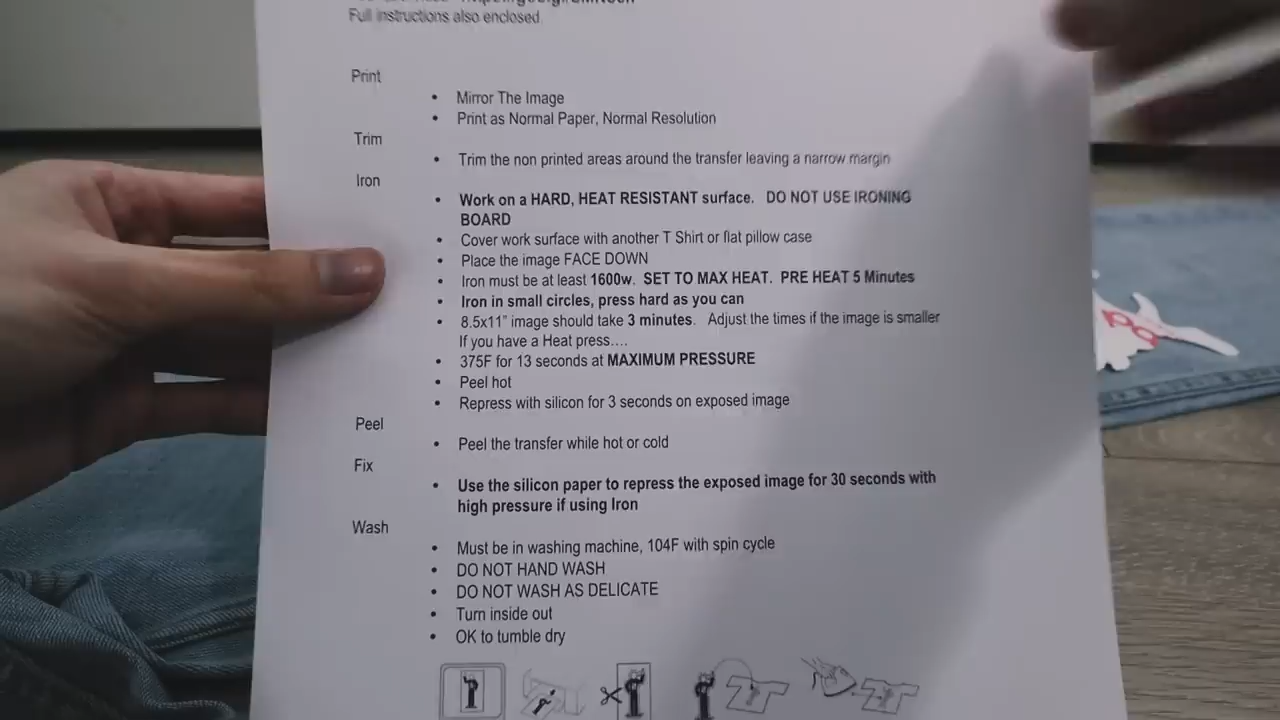 Full instructions also enclosed.
Print
• Mirror The Image
• Print as Normal Paper, Normal Resolution
Trim
• Trim the non printed areas around the transfer leaving a narrow margin
Iron
• Work on a HARD, HEAT RESISTANT surface. DO NOT USE IRONING
BOARD
• Cover work surface with another T Shirt or flat pillow case
• Place the image FACE DOWN
• Iron must be at least 1600w. SET TO MAX HEAT. PRE HEAT 5 Minutes
• Iron in small circles, press hard as you can
• 8.5x11" image should take 3 minutes. Adjust the times if the image is smaller
If you have a Heat press....
• 375F for 13 seconds at MAXIMUM PRESSURE
• Peel hot
• Repress with silicon for 3 seconds on exposed image
Peel
• Peel the transfer while hot or cold
Fix
• Use the silicon paper to repress the exposed image for 30 seconds with
high pressure if using Iron
Wash
• Must be in washing machine, 104F with spin cycle
• DO NOT HAND WASH
• DO NOT WASH AS DELICATE
• Turn inside out
• OK to tumble dry